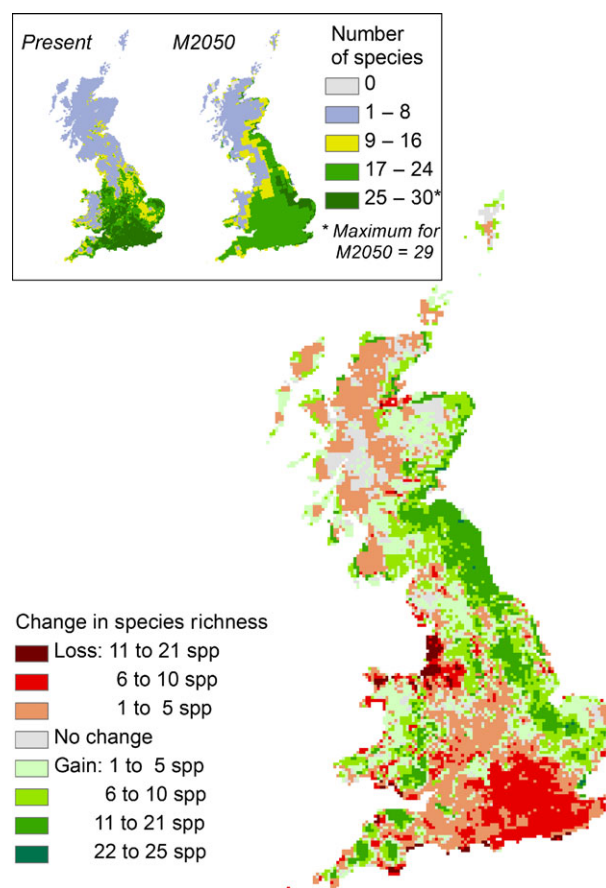 Present
M2050
Number
of species
0
1 – 8
9 – 16
17 – 24
25 – 30*
* Maximum for
M2050 = 29
Change in species richness
Loss: 11 to 21 spp
6 to 10 spp
1 to 5 spp
No change
Gain: 1 to 5 spp
6 to 10 spp
11 to 21 spp
22 to 25 spp